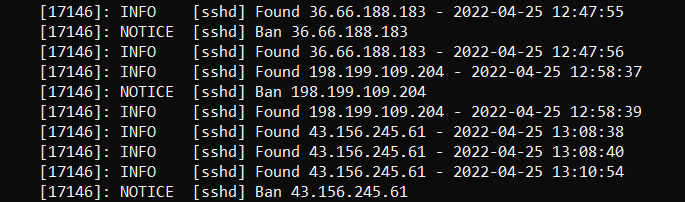 [17146]: INFO [sshd] Found 36.66.188.183 - 2022-04-25 12:47:55
[17146]: NOTICE [sshd] Ban 36.66.188.183
[17146]: INFO [sshd] Found 36.66.188.183 - 2022-04-25 12:47:56
[17146]: INFO [sshd] Found 198.199.109.204 - 2022-04-25 12:58:37
[17146]: NOTICE [sshd] Ban 198.199.109.204
[17146]: INFO [sshd] Found 198.199.109.204 - 2022-04-25 12:58:39
[17146]: INFO [sshd] Found 43.156.245.61 - 2022-04-25 13:08:38
[17146]: INFO [sshd] Found 43.156.245.61 - 2022-04-25 13:08:40
[17146]: INFO [sshd] Found 43.156.245.61 - 2022-04-25 13:10:54
[17146]: NOTICE [sshd] Ban 43.156.245.61